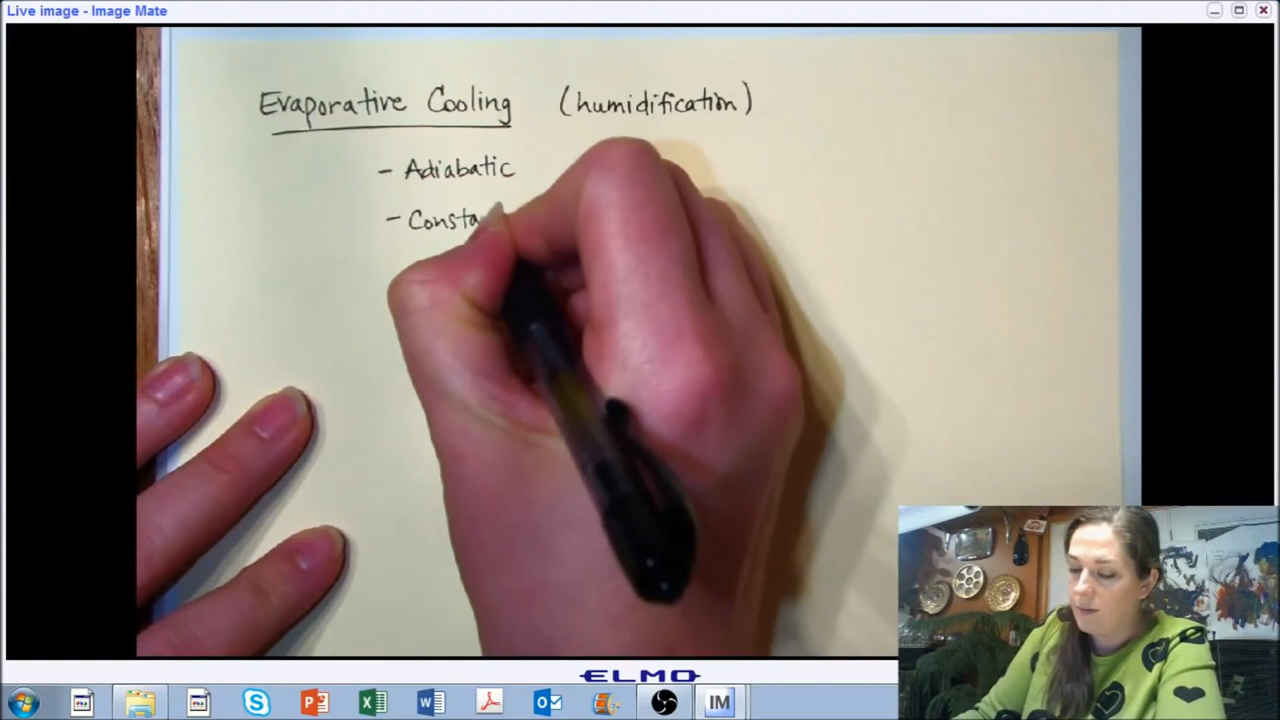 Live image - Image Mate
Evaporative Cooling (humidification)
- Adiabatic
- Consta
ELMO
IM